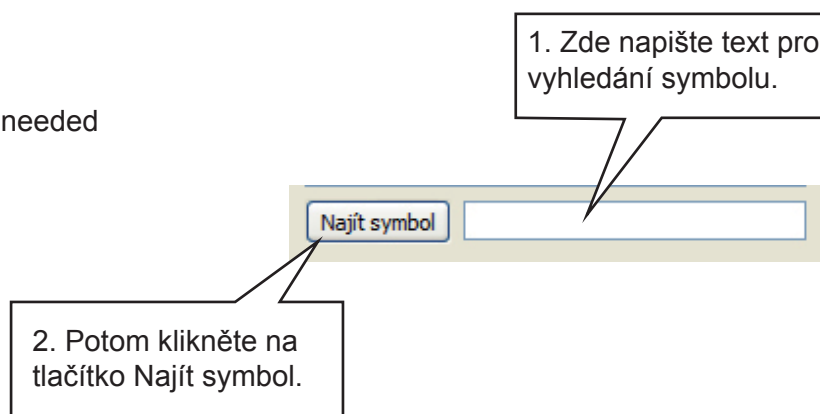 1. Zde napište text pro
vyhledání symbolu.
needed
Najít symbol
2. Potom klikněte na
tlačítko Najít symbol.